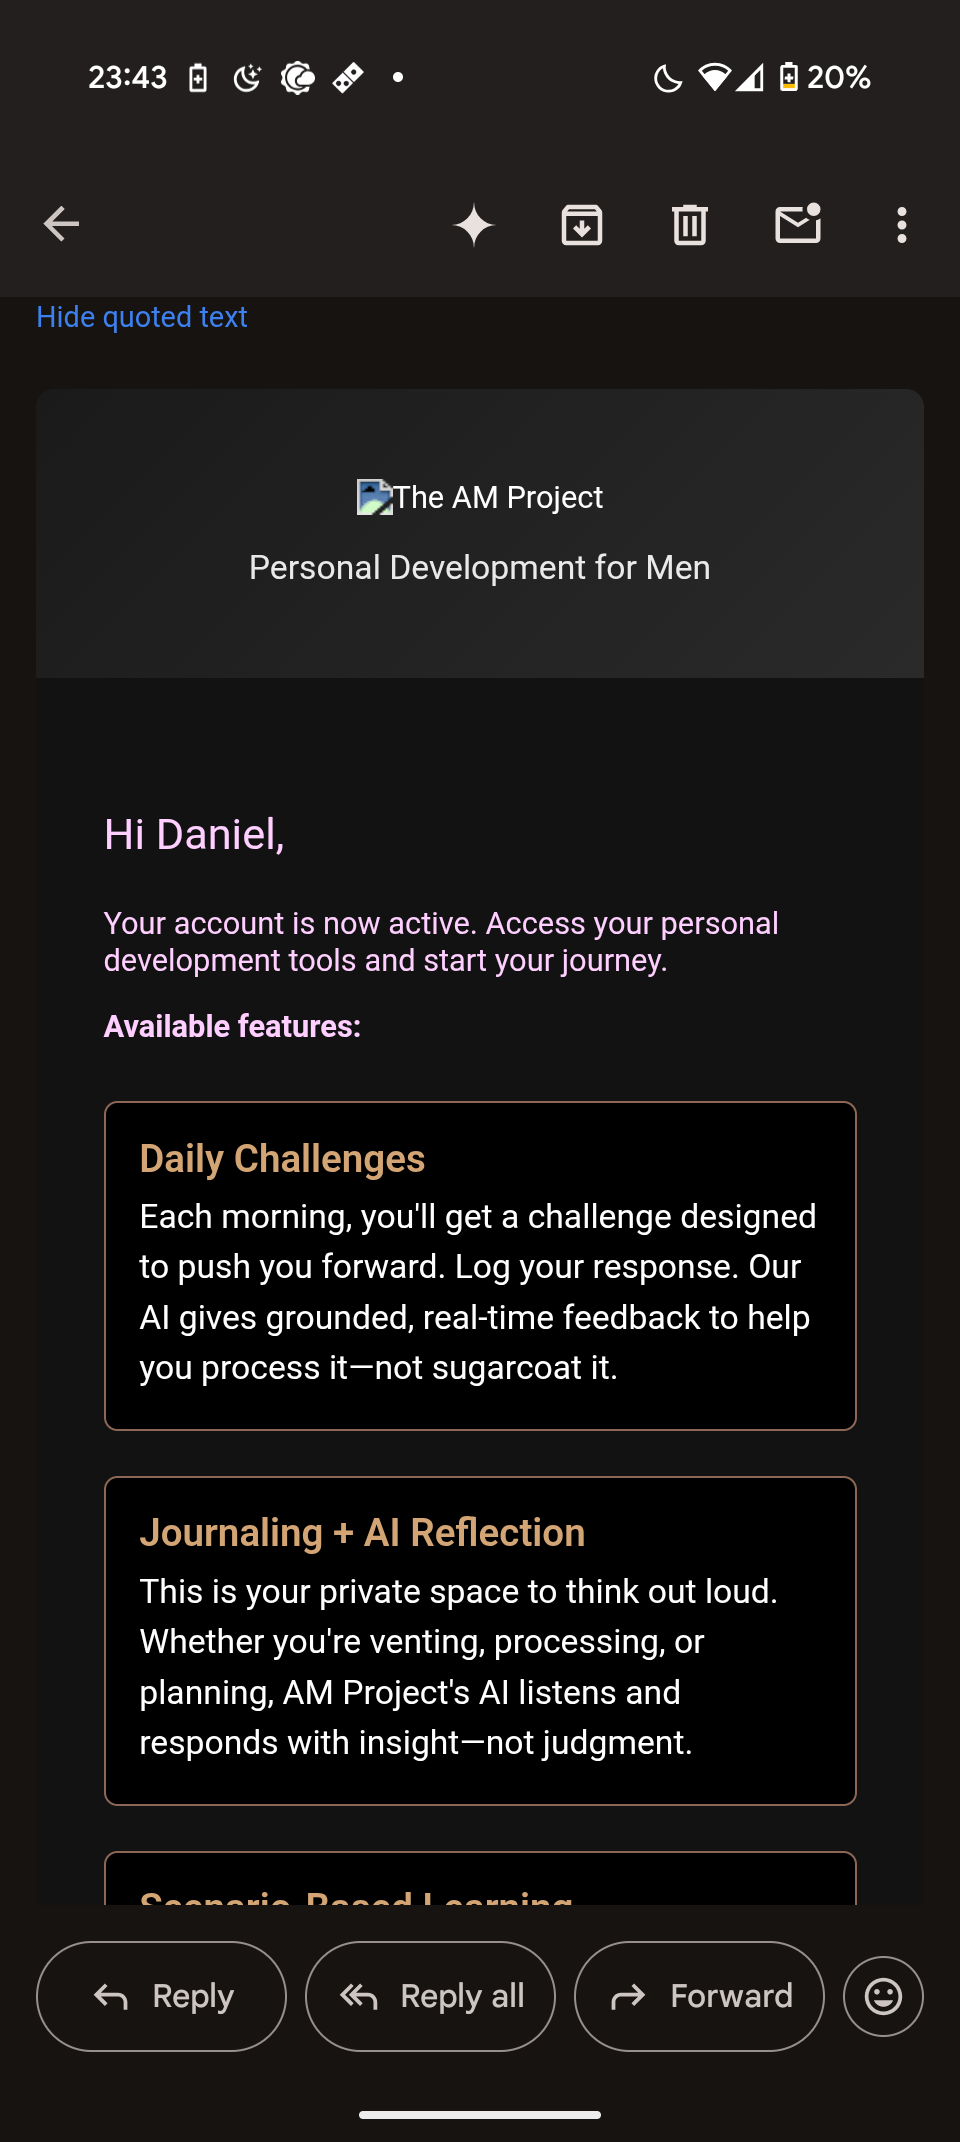 23:43
20%
Hide quoted text
The AM Project
Personal Development for Men
Hi Daniel,
Your account is now active. Access your personal
development tools and start your journey.
Available features:
Daily Challenges
Each morning, you'll get a challenge designed
to push you forward. Log your response. Our
AI gives grounded, real-time feedback to help
you process it—not sugarcoat it.
Journaling + AI Reflection
This is your private space to think out loud.
Whether you're venting, processing, or
planning, AM Project's AI listens and
responds with insight—not judgment.
Scenario-Based Learning
Reply
Reply all
Forward